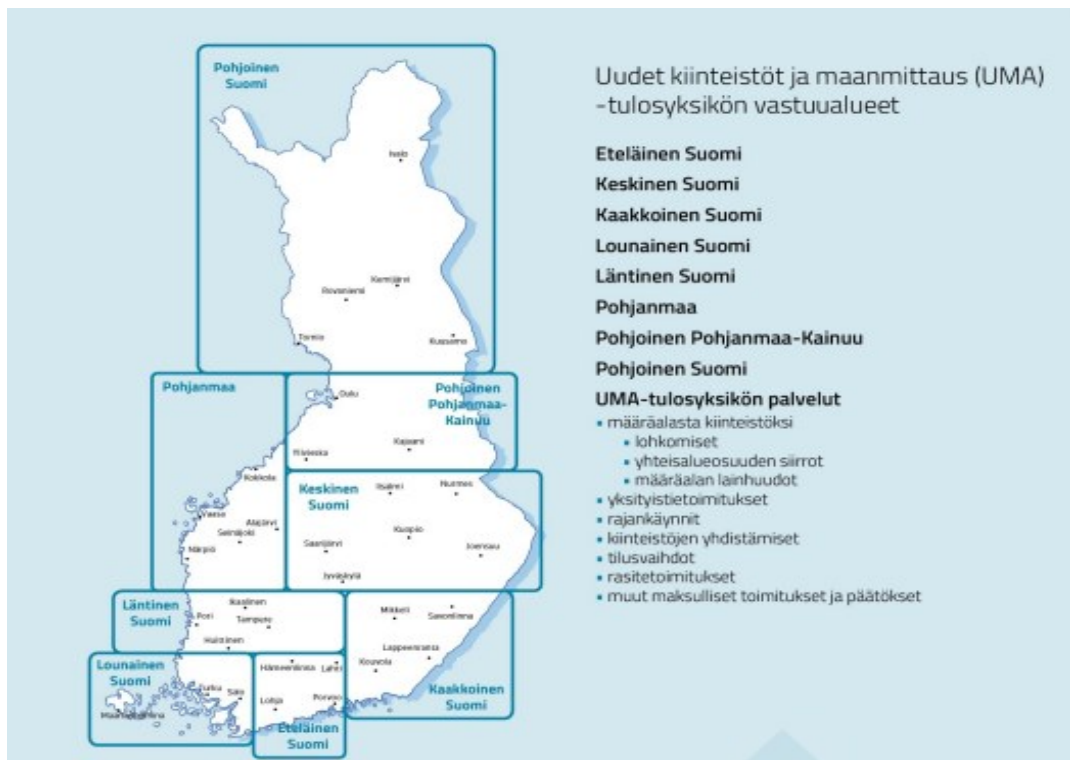 Pohjoinen
Suomi
Ivalo
Kemijärvi
Rovaniemi
Tornio
Kuusamo
Pohjanmaa
Pohjoinen
Pohjanmaa-
Kainuu
Oulu
Kajaani
Ylivieska
Kokkola
Keskinen
Suomi
Iisalmi
Nurmes
Vaasa
Alajärvi
Seinäjoki
Kuopio
Närpiö
Saarijärvi
Joensuu
Jyväskylä
Läntinen
Suomi
Ikaalinen
Pori
Tampere
Huittinen
Mikkeli
Savonlinna
Lappeenranta
Kouvola
Lounainen
Suomi
Hämeenlinna
Lahti
Turku
Salo
Lohja
Porvoo
Kaakkoinen
Suomi
Maarianhamina
Eteläinen
Suomi
Uudet kiinteistöt ja maanmittaus (UMA)
-tulosyksikön vastuualueet
Eteläinen Suomi
Keskinen Suomi
Kaakkoinen Suomi
Lounainen Suomi
Läntinen Suomi
Pohjanmaa
Pohjoinen Pohjanmaa-Kainuu
Pohjoinen Suomi
UMA-tulosyksikön palvelut
▪ määräalasta kiinteistöksi
▪ lohkomiset
▪ yhteisalueosuuden siirrot
▪ määräalan lainhuudot
▪ yksityistietoimitukset
▪ rajankäynnit
▪ kiinteistöjen yhdistämiset
▪ tilusvaihdot
▪ rasitetoimitukset
▪ muut maksulliset toimitukset ja päätökset